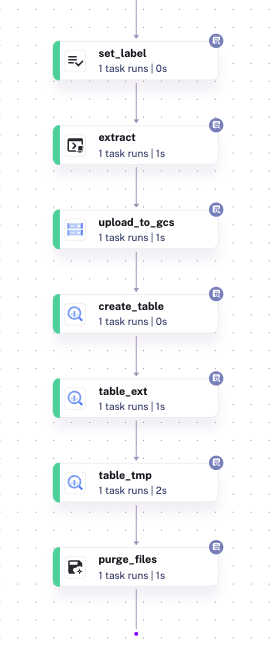 set_label
1 task runs | 0s
extract
1 task runs | 1s
upload_to_gcs
1 task runs | 1s
create_table
1 task runs | 0s
table_ext
1 task runs | 1s
table_tmp
1 task runs | 2s
purge_files
1 task runs | 1s